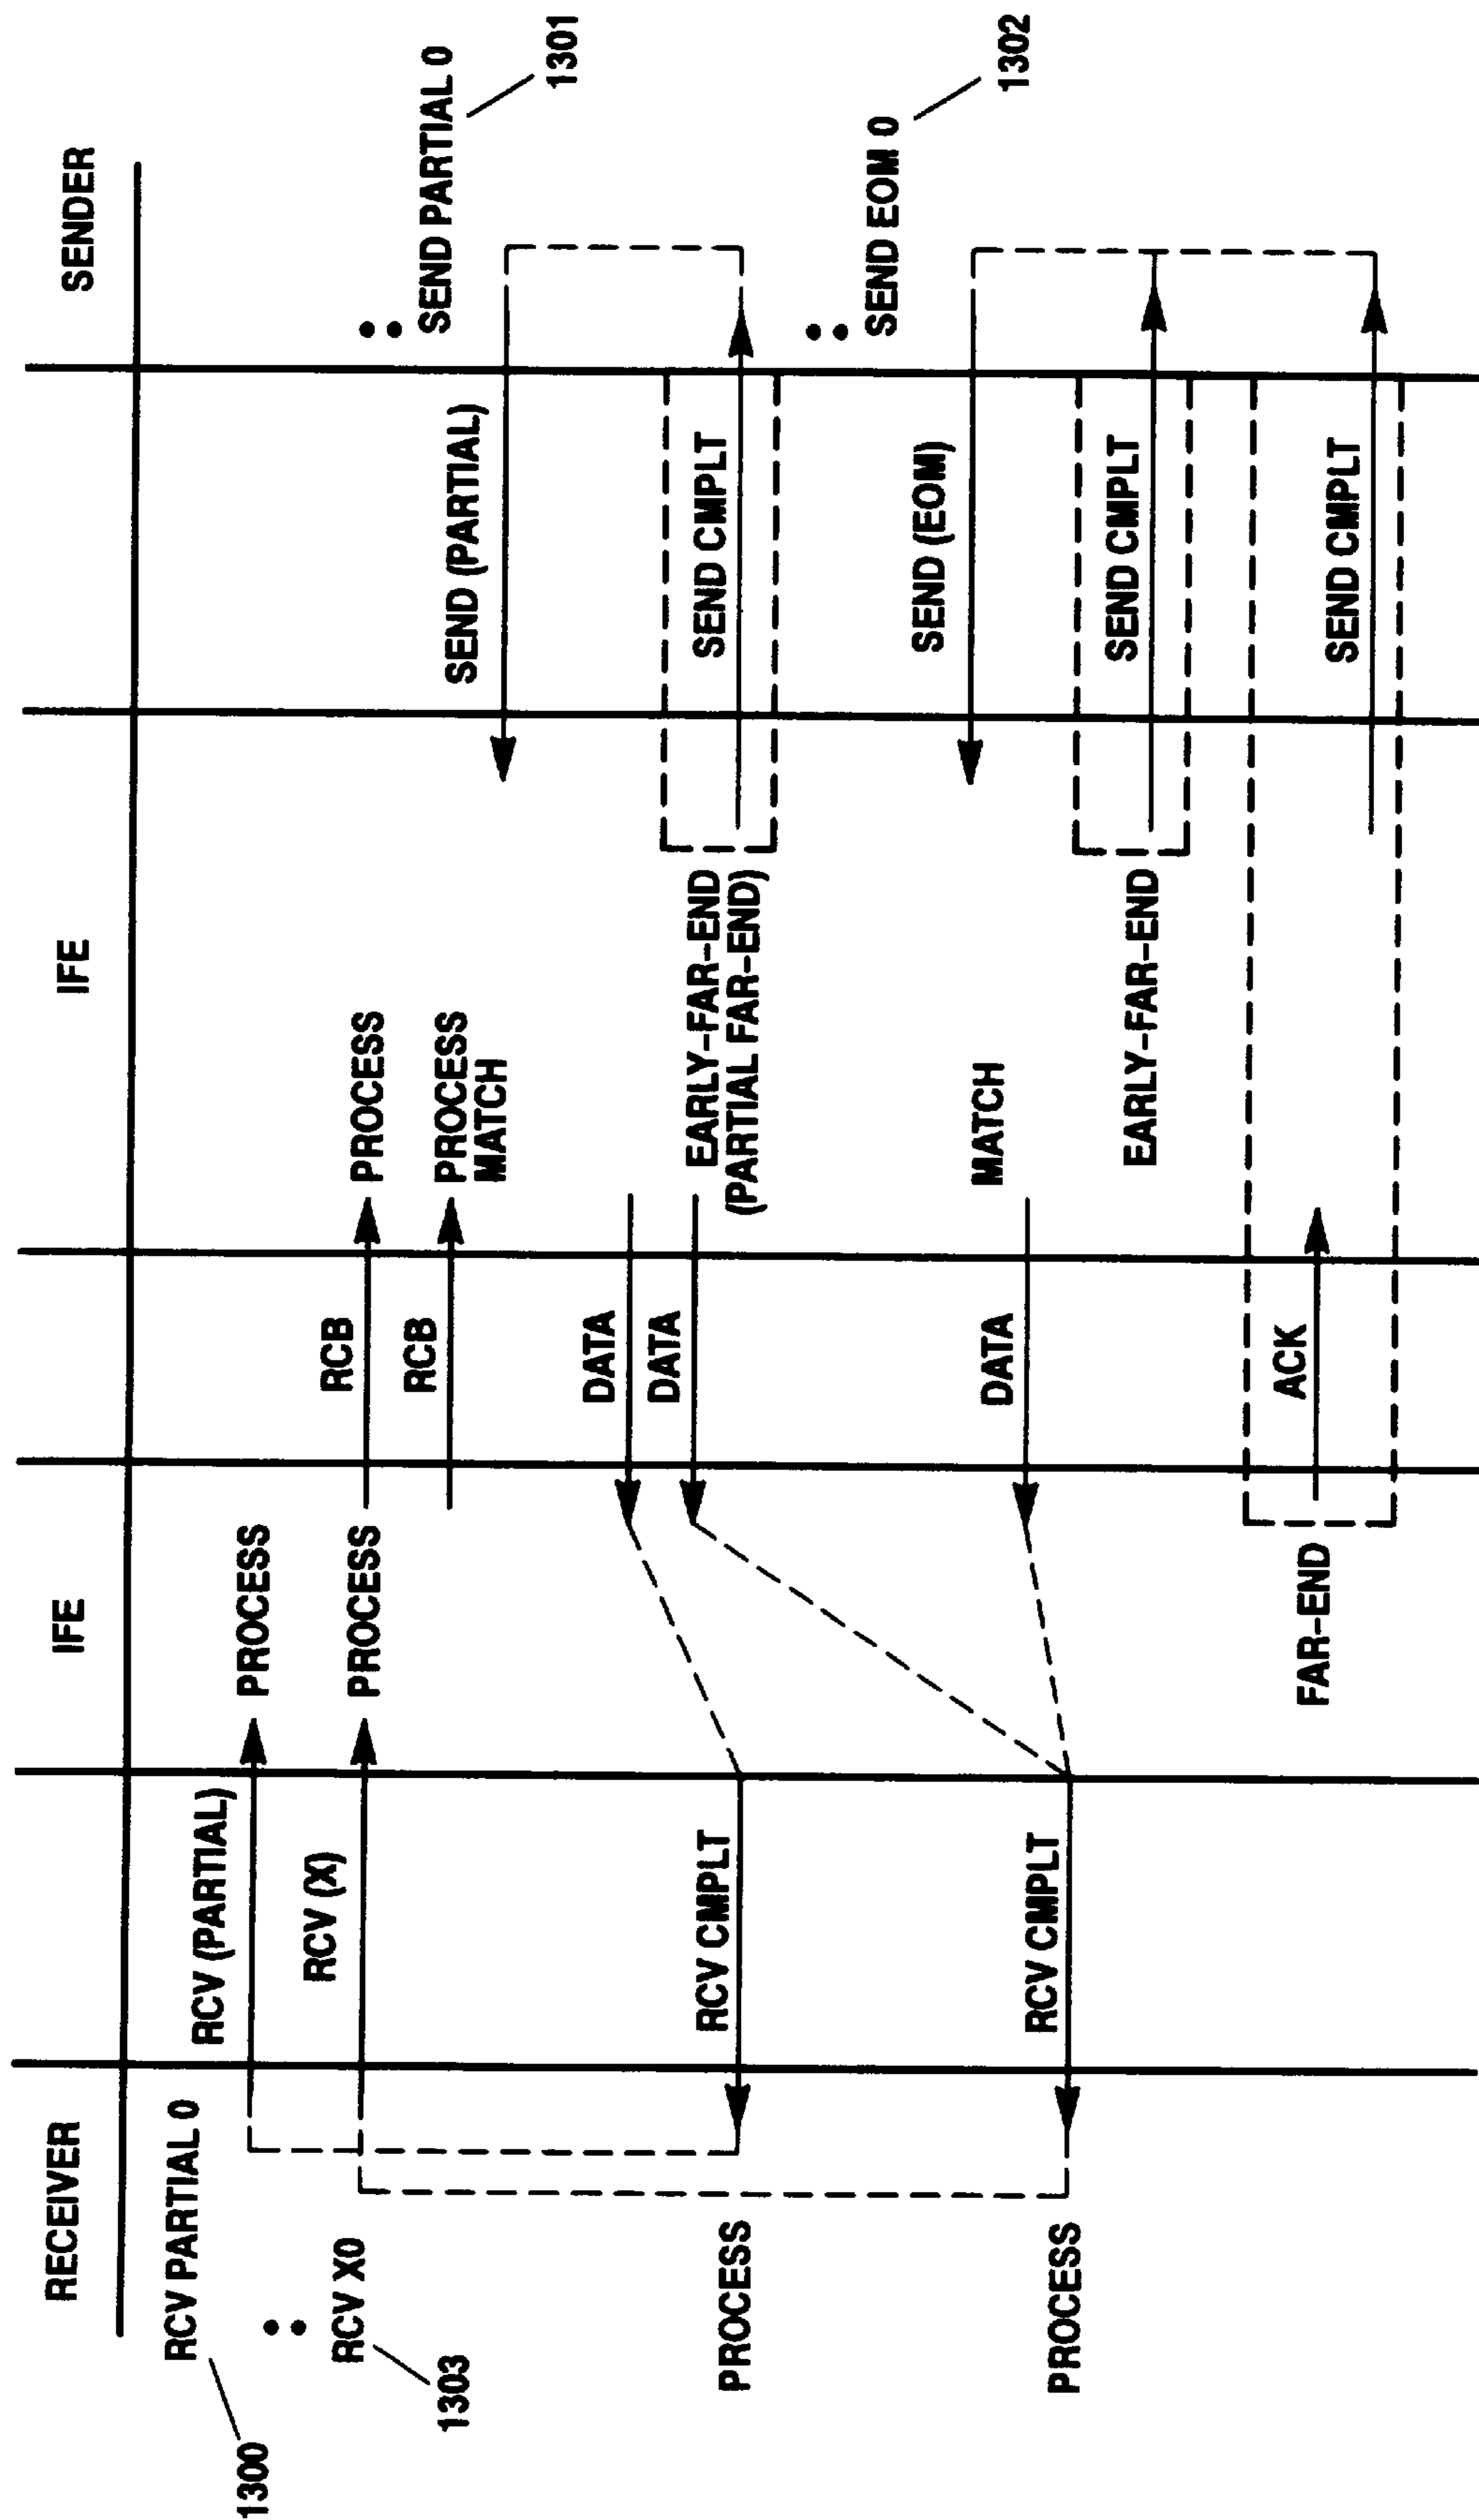 RECEIVER
IFE
IFE
SENDER
1300
RCV PARTIAL 0
RCV (PARTIAL)
PROCESS
1303
RCV X0
RCV (X)
PROCESS
RCB
PROCESS
RCB
PROCESS
MATCH
SEND PARTIAL 0
1301
SEND (PARTIAL)
DATA
DATA
PROCESS
RCV CMPLT
EARLY-FAR-END
(PARTIAL FAR-END)
SEND CMPLT
SEND EOM 0
1302
SEND (EOM)
MATCH
DATA
PROCESS
RCV CMPLT
EARLY-FAR-END
SEND CMPLT
FAR-END
ACK
SEND CMPLT